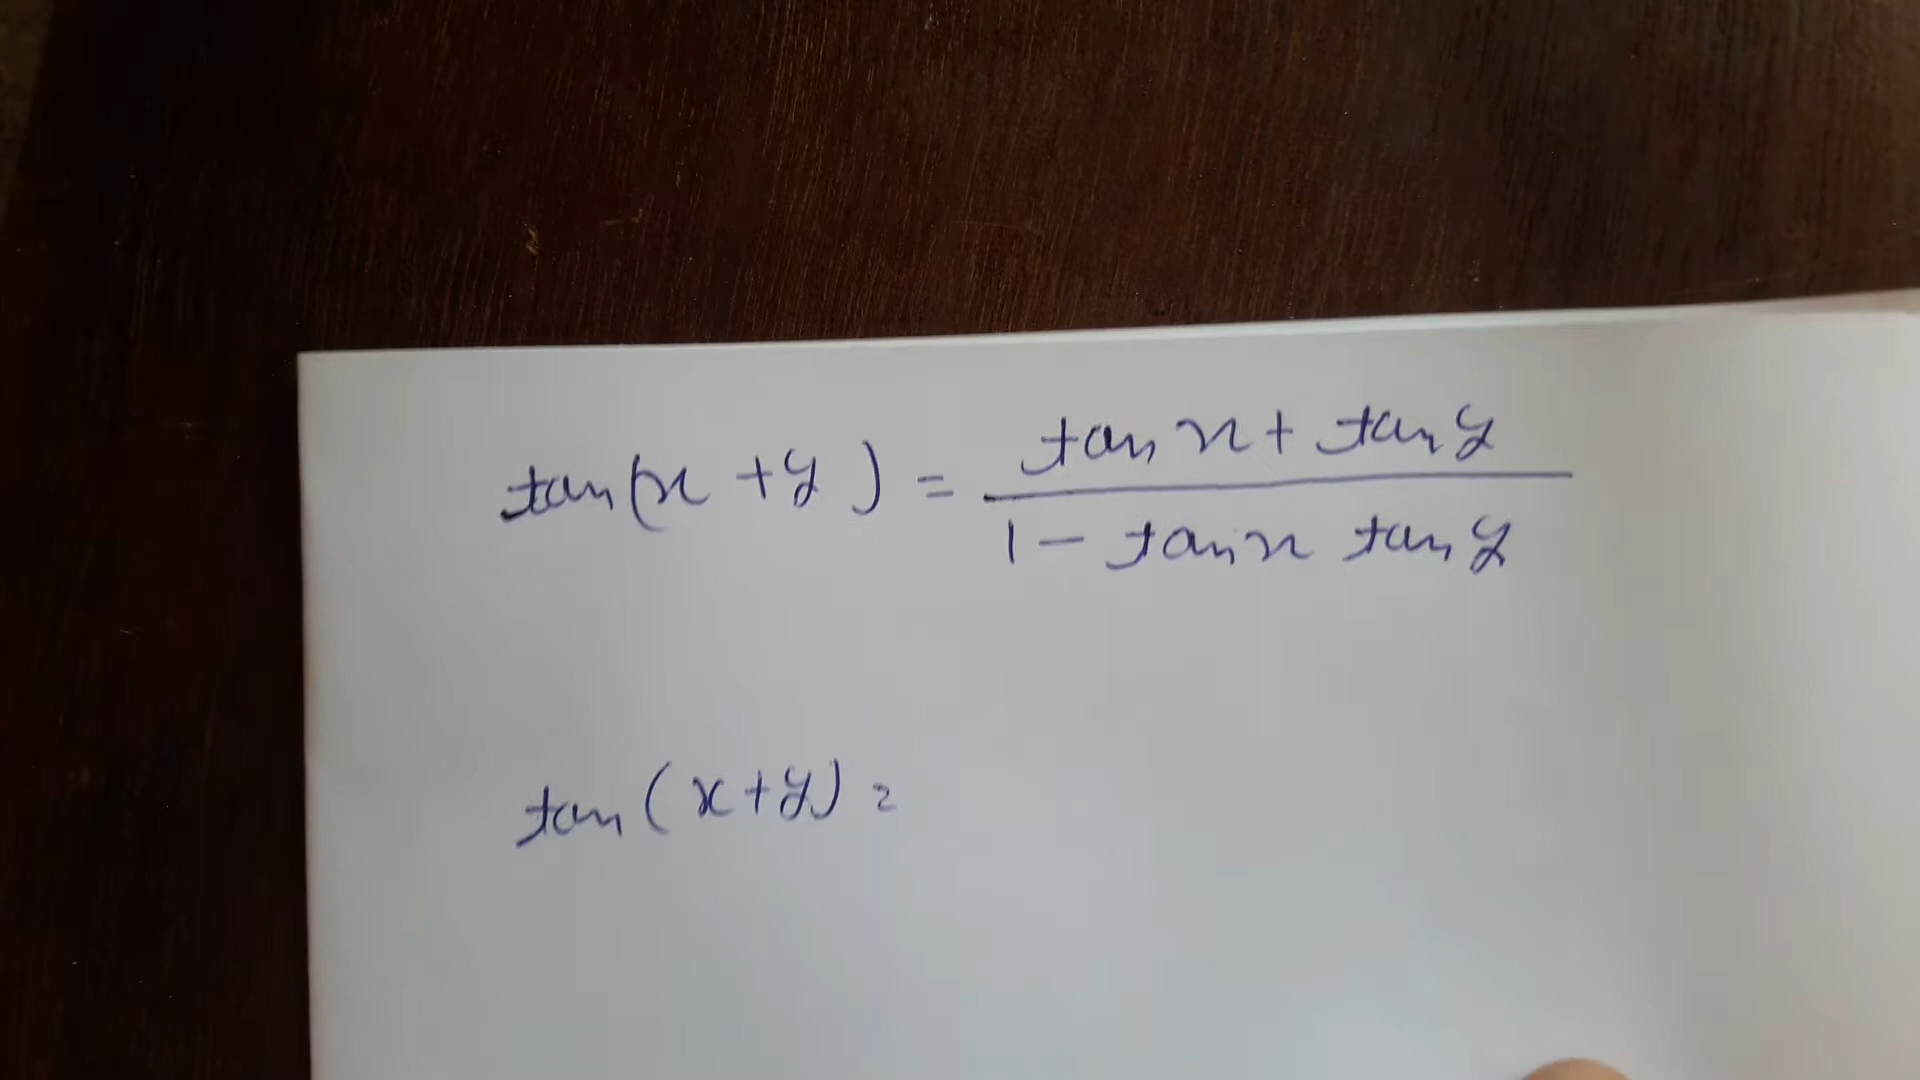 tan(x+y) = (tan x + tan y) / (1 - tan x tan y)
tan(x+y) =